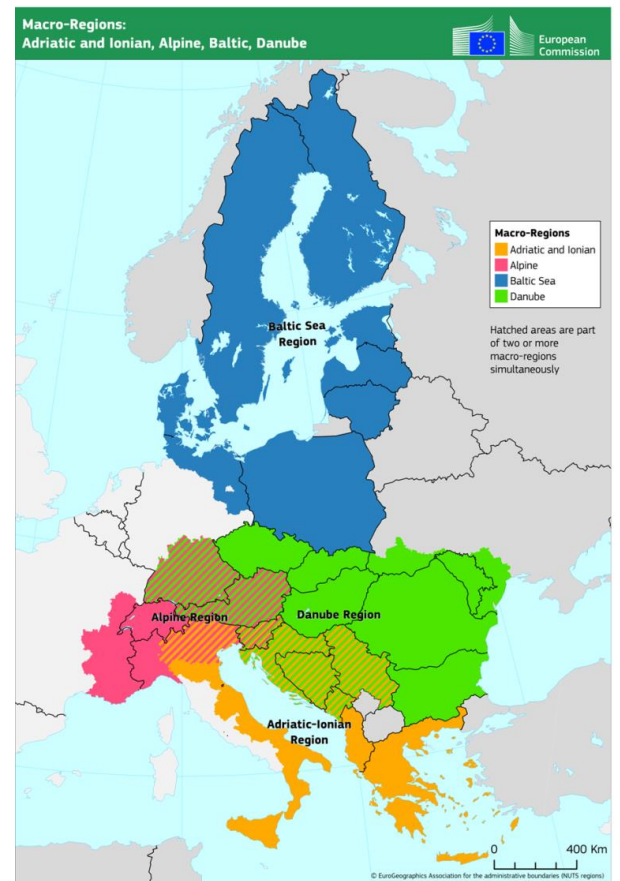 Macro-Regions:
Adriatic and Ionian, Alpine, Baltic, Danube
European
Commission
Macro-Regions
Adriatic and Ionian
Alpine
Baltic Sea
Danube
Hatched areas are part
of two or more
macro-regions
simultaneously
Baltic Sea
Region
Alpine Region
Danube Region
Adriatic-Ionian
Region
0 400 Km
© EuroGeographics Association for the administrative boundaries (NUTS regions)